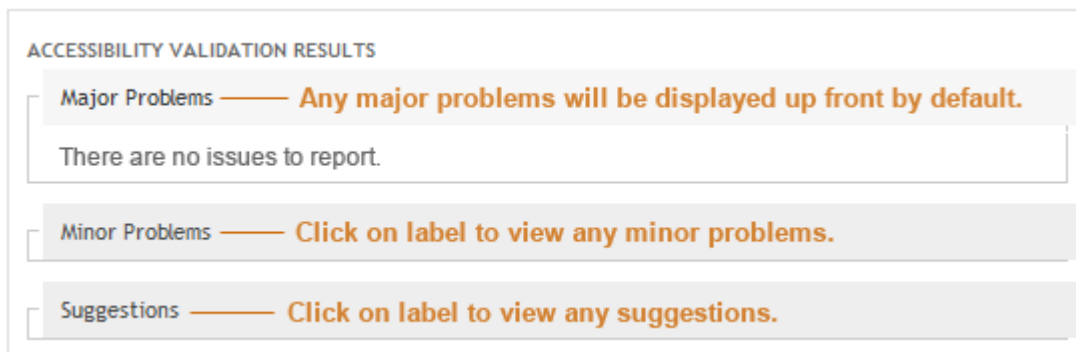 ACCESSIBILITY VALIDATION RESULTS
Major Problems Any major problems will be displayed up front by default.
There are no issues to report.
Minor Problems Click on label to view any minor problems.
Suggestions Click on label to view any suggestions.